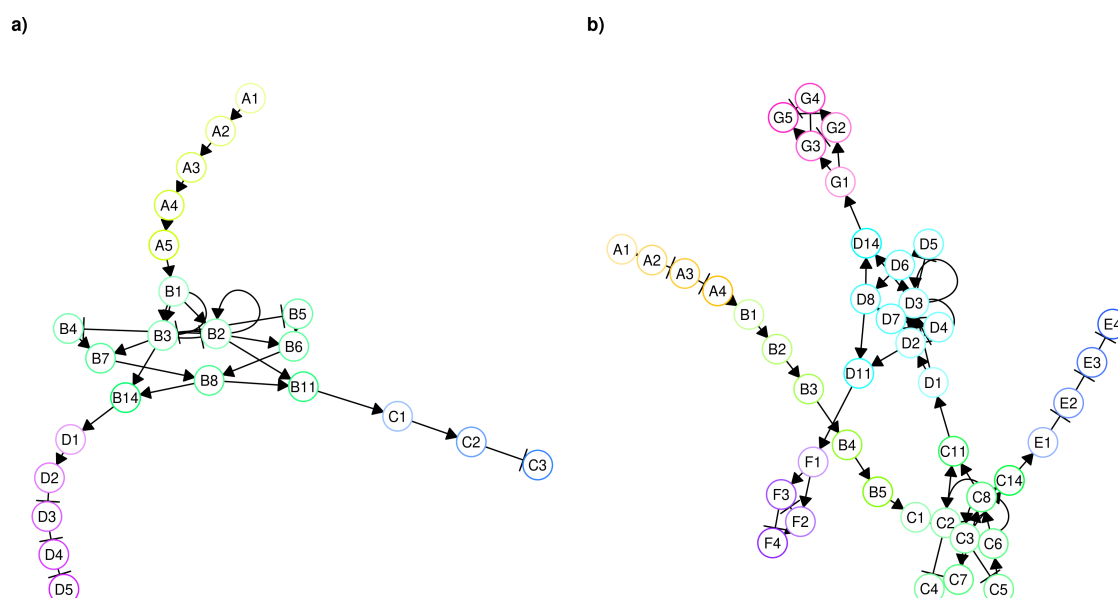 a)
A1
A2
A3
A4
A5
B1
B4
B3
B2
B5
B7
B6
B8
B14
B11
C1
D1
C2
C3
D2
D3
D4
D5
b)
G4
G5
G2
G3
G1
A1
A2
A3
A4
D14
D5
D6
D8
D3
D7
D4
D2
D11
D1
B1
B2
B3
B4
B5
E4
E3
E2
E1
F1
F3
F2
F4
C11
C14
C8
C1
C2
C3
C6
C4
C7
C5